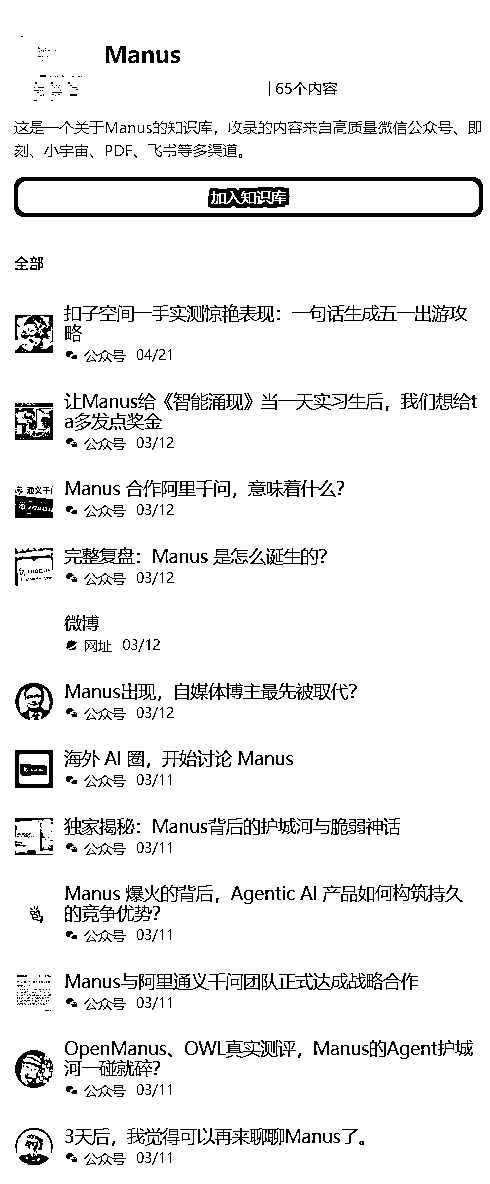 Manus
| 65个内容
这是一个关于Manus的知识库，收录的内容来自高质量微信公众号、即
刻、小宇宙、PDF、飞书等多渠道。
加入知识库
全部
扣子空间一手实测惊艳表现：一句话生成五一出游攻
略
公众号 04/21
让Manus给《智能涌现》当一天实习生后，我们想给t
a多发点奖金
公众号 03/12
通义千
Manus 合作阿里千问，意味着什么？
公众号 03/12
完整复盘：Manus 是怎么诞生的？
公众号 03/12
微博
网址 03/12
Manus出现，自媒体博主最先被取代？
公众号 03/12
海外 AI 圈，开始讨论 Manus
公众号 03/11
独家揭秘：Manus背后的护城河与脆弱神话
公众号 03/11
Manus 爆火的背后，Agentic AI 产品如何构筑持久
的竞争优势？
公众号 03/11
Manus与阿里通义千问团队正式达成战略合作
公众号 03/11
OpenManus、OWL真实测评，Manus的Agent护城
河一碰就碎？
公众号 03/11
3天后，我觉得可以再来聊聊Manus了。
公众号 03/11